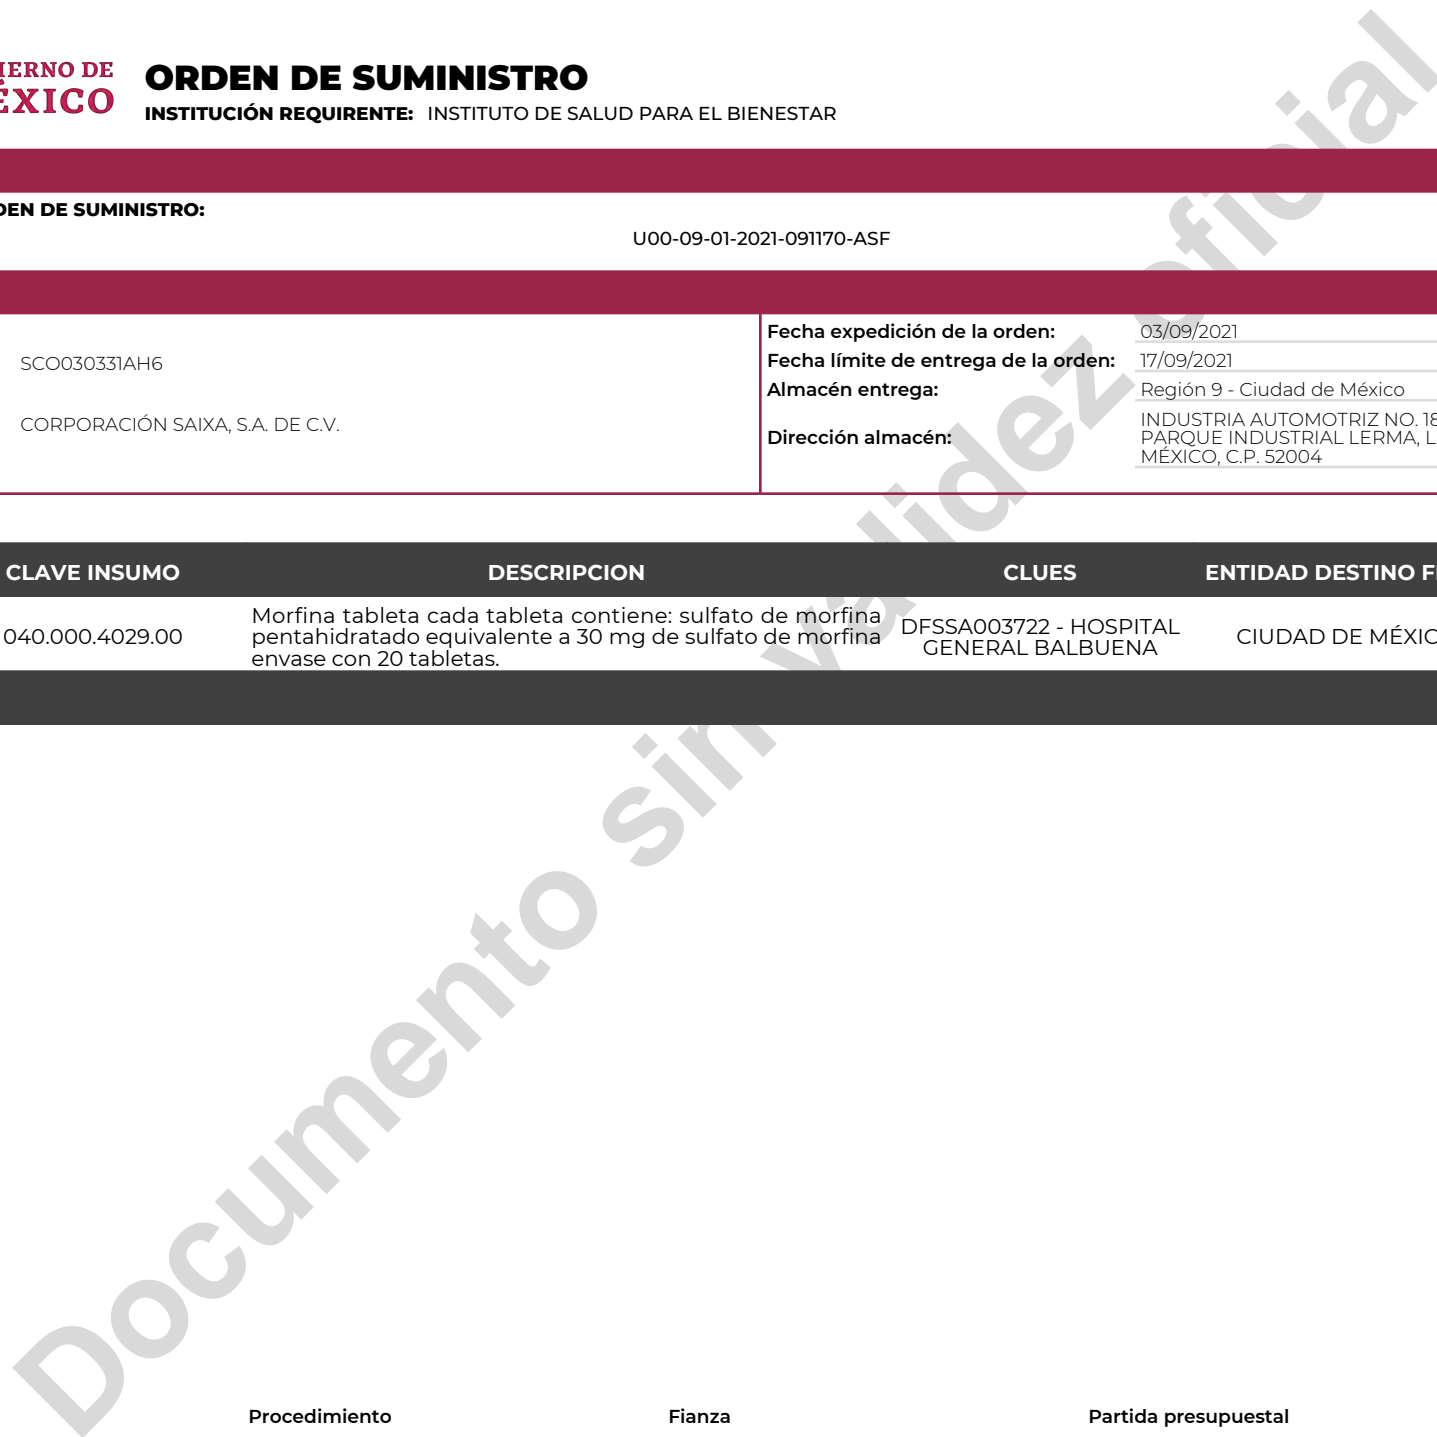 IERNO DE
ÉXICO
ORDEN DE SUMINISTRO
INSTITUCIÓN REQUIRENTE: INSTITUTO DE SALUD PARA EL BIENESTAR
DEN DE SUMINISTRO:
U00-09-01-2021-091170-ASF
SCO030331AH6
CORPORACIÓN SAIXA, S.A. DE C.V.
Fecha expedición de la orden: 03/09/2021
Fecha límite de entrega de la orden: 17/09/2021
Almacén entrega: Región 9 - Ciudad de México
Dirección almacén:
INDUSTRIA AUTOMOTRIZ NO. 18
PARQUE INDUSTRIAL LERMA, L
MÉXICO, C.P. 52004
CLAVE INSUMO DESCRIPCION CLUES ENTIDAD DESTINO F
040.000.4029.00
Morfina tableta cada tableta contiene: sulfato de morfina
pentahidratado equivalente a 30 mg de sulfato de morfina
envase con 20 tabletas.
DFSSA003722 - HOSPITAL
GENERAL BALBUENA
CIUDAD DE MÉXIC
Documento sin validez oficial
Procedimiento Fianza Partida presupuestal